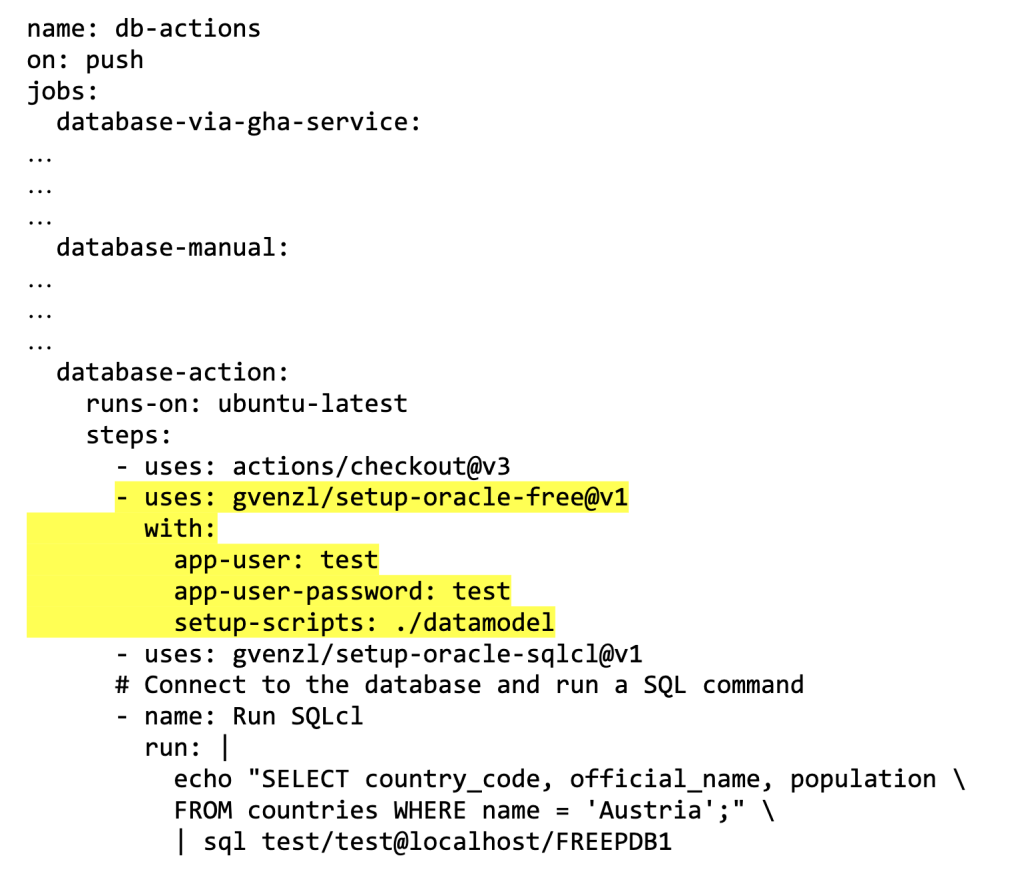 name: db-actions
on: push
jobs:
  database-via-gha-service:
...
...
...
  database-manual:
...
...
...
  database-action:
    runs-on: ubuntu-latest
    steps:
      - uses: actions/checkout@v3
      - uses: gvenzl/setup-oracle-free@v1
        with:
          app-user: test
          app-user-password: test
          setup-scripts: ./datamodel
      - uses: gvenzl/setup-oracle-sqlcl@v1
      # Connect to the database and run a SQL command
      - name: Run SQLcl
        run: |
          echo "SELECT country_code, official_name, population \
          FROM countries WHERE name = 'Austria';" \
          | sql test/test@localhost/FREEPDB1